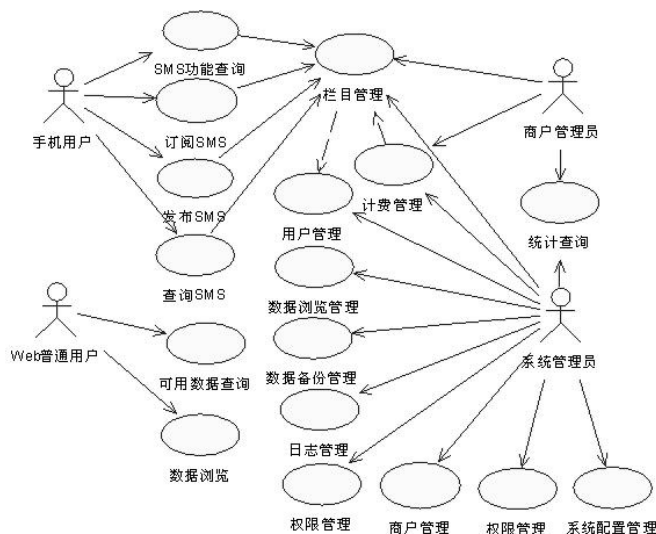 SMS功能查询
栏目管理
手机用户
订阅SMS
商户管理员
发布SMS
计费管理
用户管理
统计查询
查询SMS
数据浏览管理
Web普通用户
系统管理员
可用数据查询
数据备份管理
日志管理
数据浏览
权限管理
商户管理
权限管理
系统配置管理